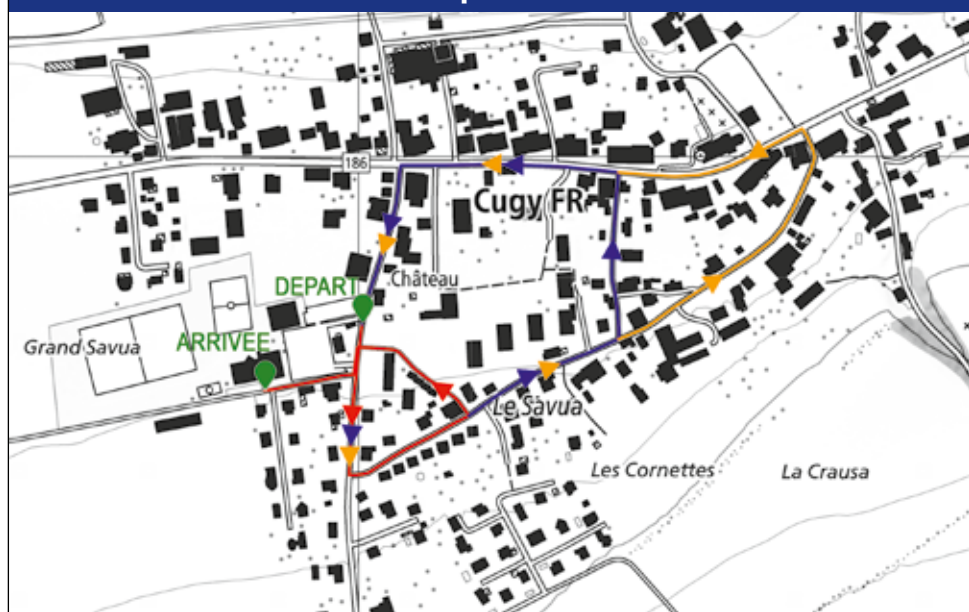 186
Cugy FR
Château
DEPART
Grand Savua
ARRIVEE
Le Savua
Les Cornettes
La Crausa